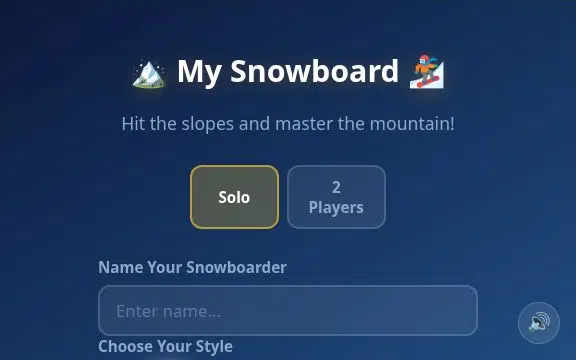 My Snowboard
Hit the slopes and master the mountain!
Solo
2
Players
Name Your Snowboarder
Enter name...
Choose Your Style